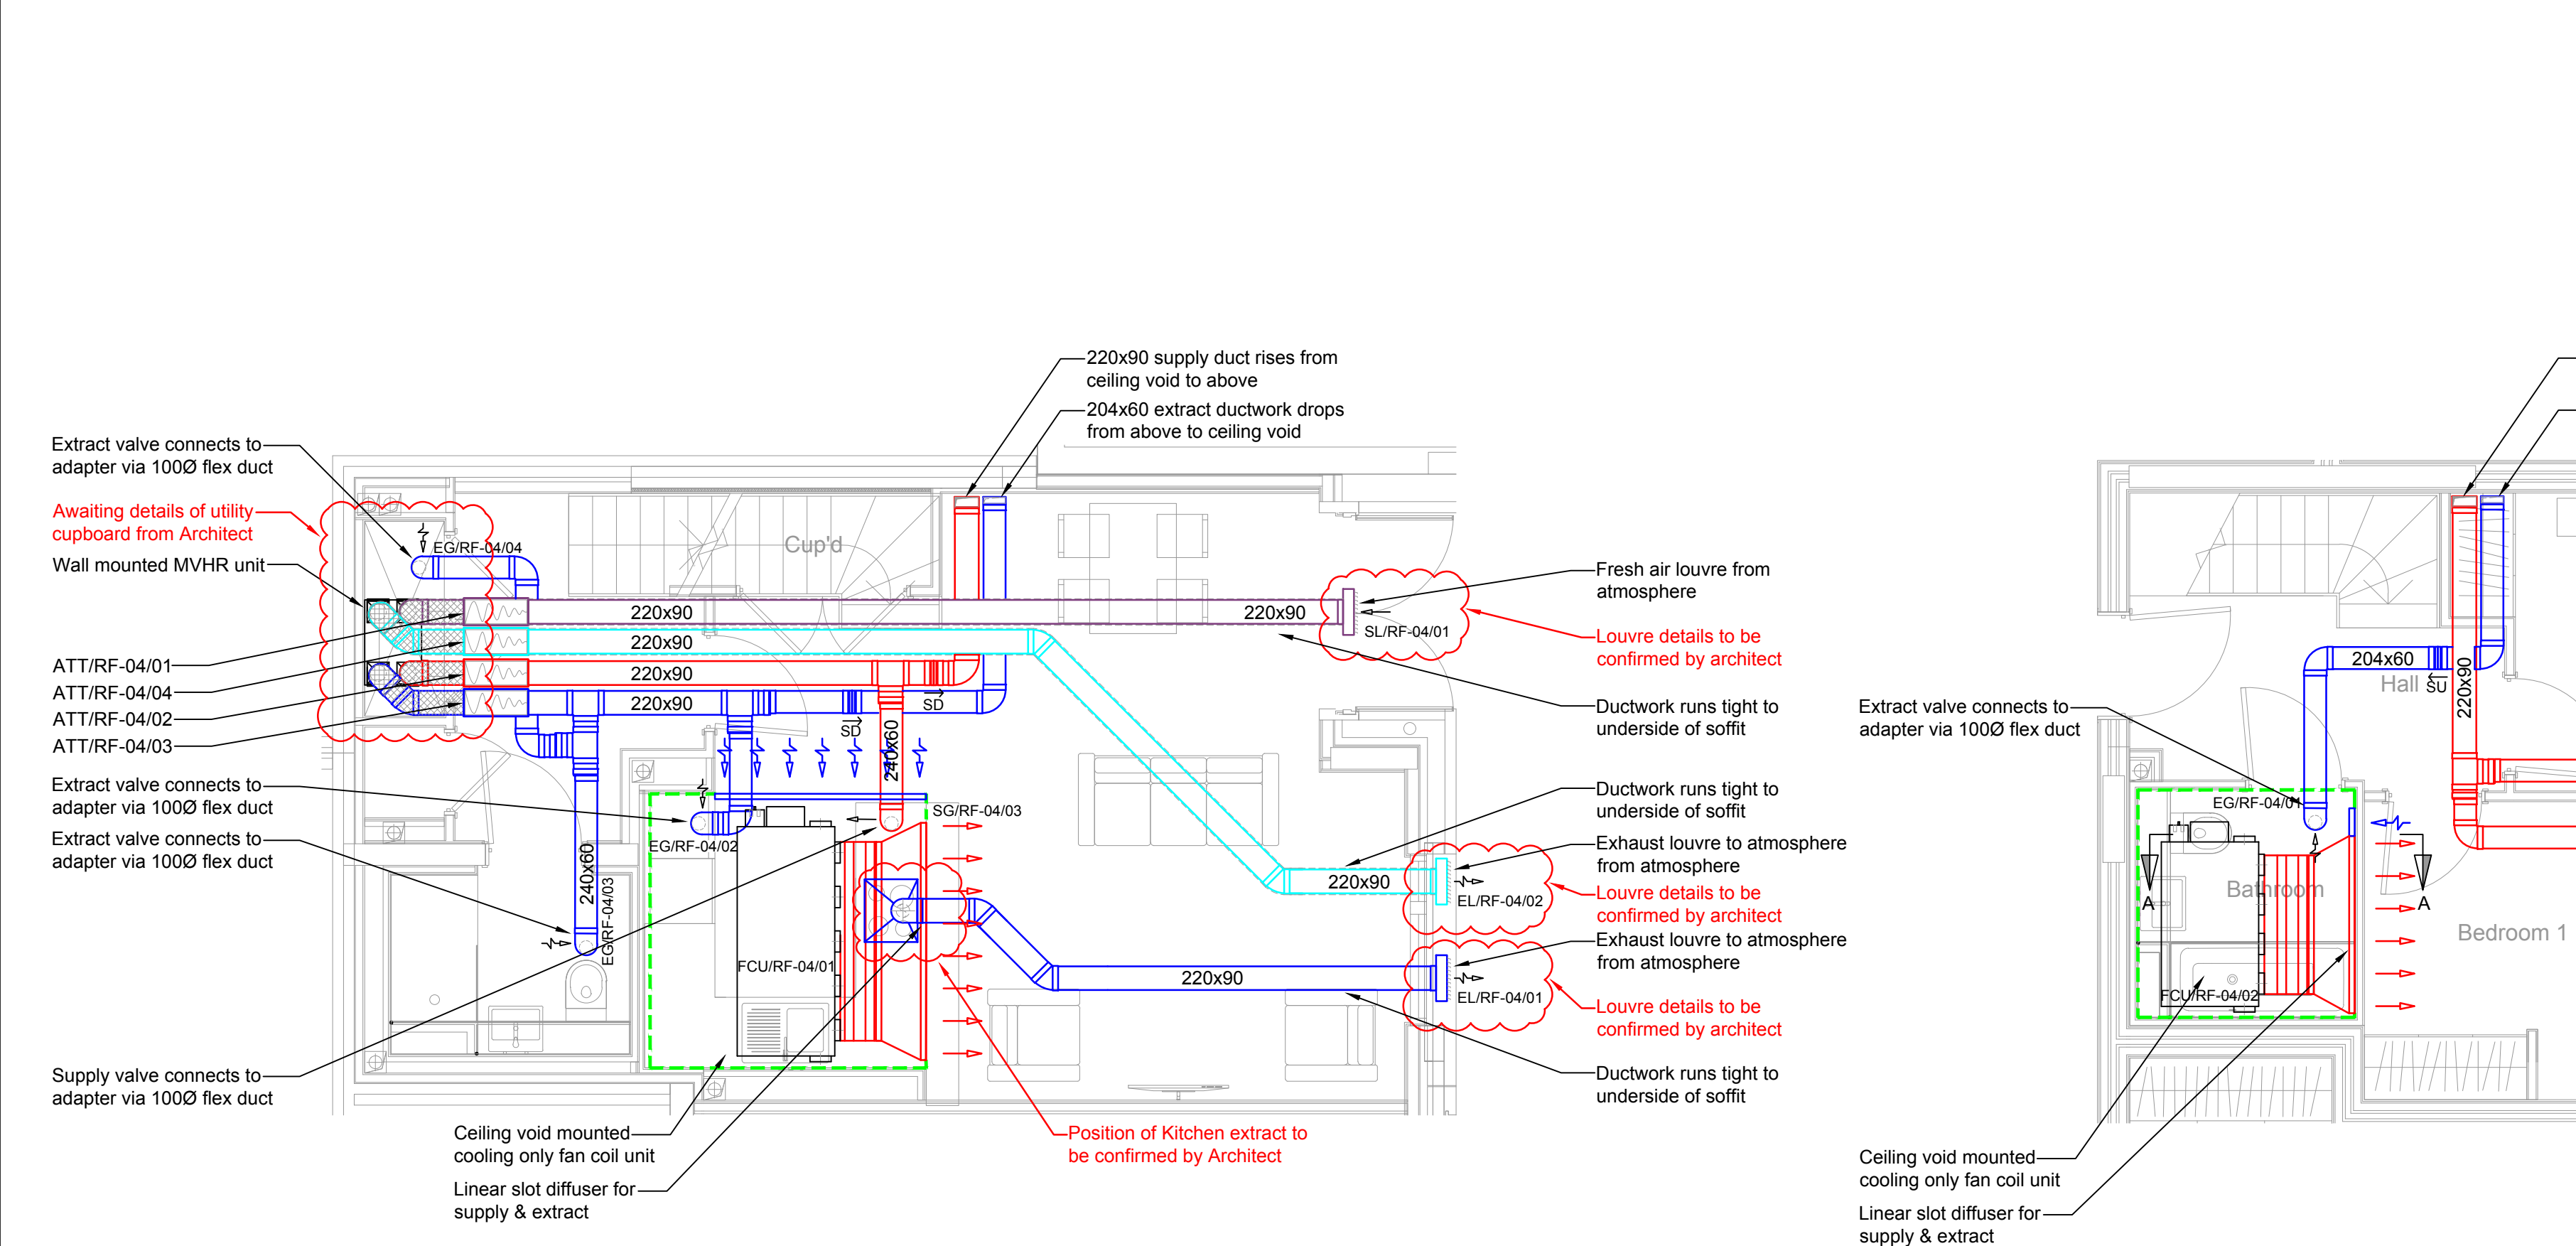 220x90 supply duct rises from
ceiling void to above
204x60 extract ductwork drops
from above to ceiling void
Extract valve connects to
adapter via 100Ø flex duct
Awaiting details of utility
cupboard from Architect
Wall mounted MVHR unit
ATT/RF-04/01
ATT/RF-04/04
ATT/RF-04/02
ATT/RF-04/03
Extract valve connects to
adapter via 100Ø flex duct
Extract valve connects to
adapter via 100Ø flex duct
Supply valve connects to
adapter via 100Ø flex duct
Ceiling void mounted
cooling only fan coil unit
Linear slot diffuser for
supply & extract
EG/RF-04/04
Cup'd
220x90
220x90
220x90
220x90
220x90
SD
SD
240x60
240x60
EG/RF-04/03
EG/RF-04/02
SG/RF-04/03
FCU/RF-04/01
220x90
220x90
SL/RF-04/01
EL/RF-04/02
EL/RF-04/01
Position of Kitchen extract to
be confirmed by Architect
Fresh air louvre from
atmosphere
Louvre details to be
confirmed by architect
Ductwork runs tight to
underside of soffit
Ductwork runs tight to
underside of soffit
Exhaust louvre to atmosphere
from atmosphere
Louvre details to be
confirmed by architect
Exhaust louvre to atmosphere
from atmosphere
Louvre details to be
confirmed by architect
Ductwork runs tight to
underside of soffit
Extract valve connects to
adapter via 100Ø flex duct
204x60
Hall
SU
220x90
EG/RF-04/01
Bathroom
A
A
FCU/RF-04/02
Bedroom 1
Ceiling void mounted
cooling only fan coil unit
Linear slot diffuser for
supply & extract